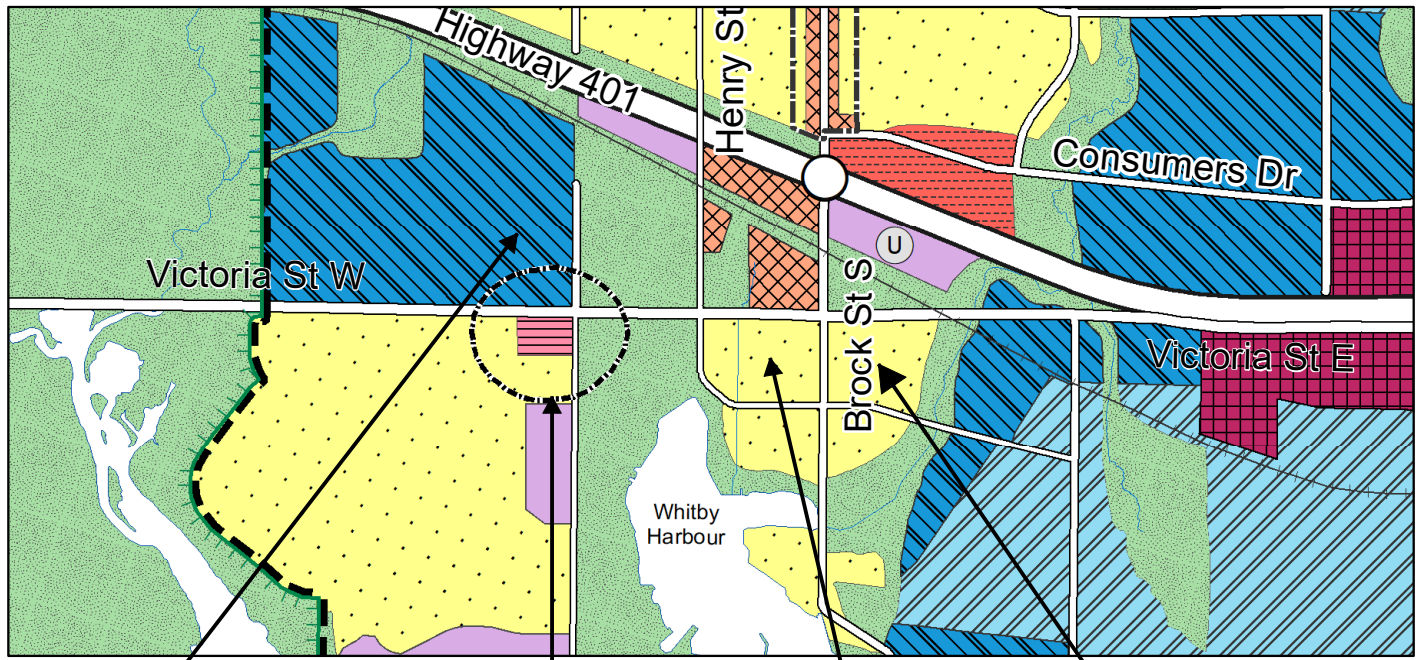 Highway 401
Henry St
Consumers Dr
U
Victoria St W
Brock St S
Victoria St E
Whitby
Harbour